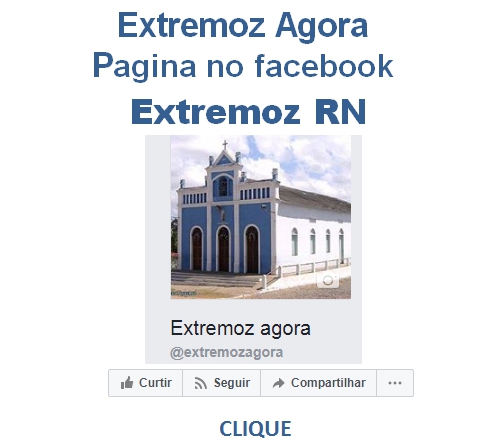 Extremoz Agora
Pagina no facebook
Extremoz RN
Extremoz agora
@extremozagora
Curtir Seguir Compartilhar ...
CLIQUE